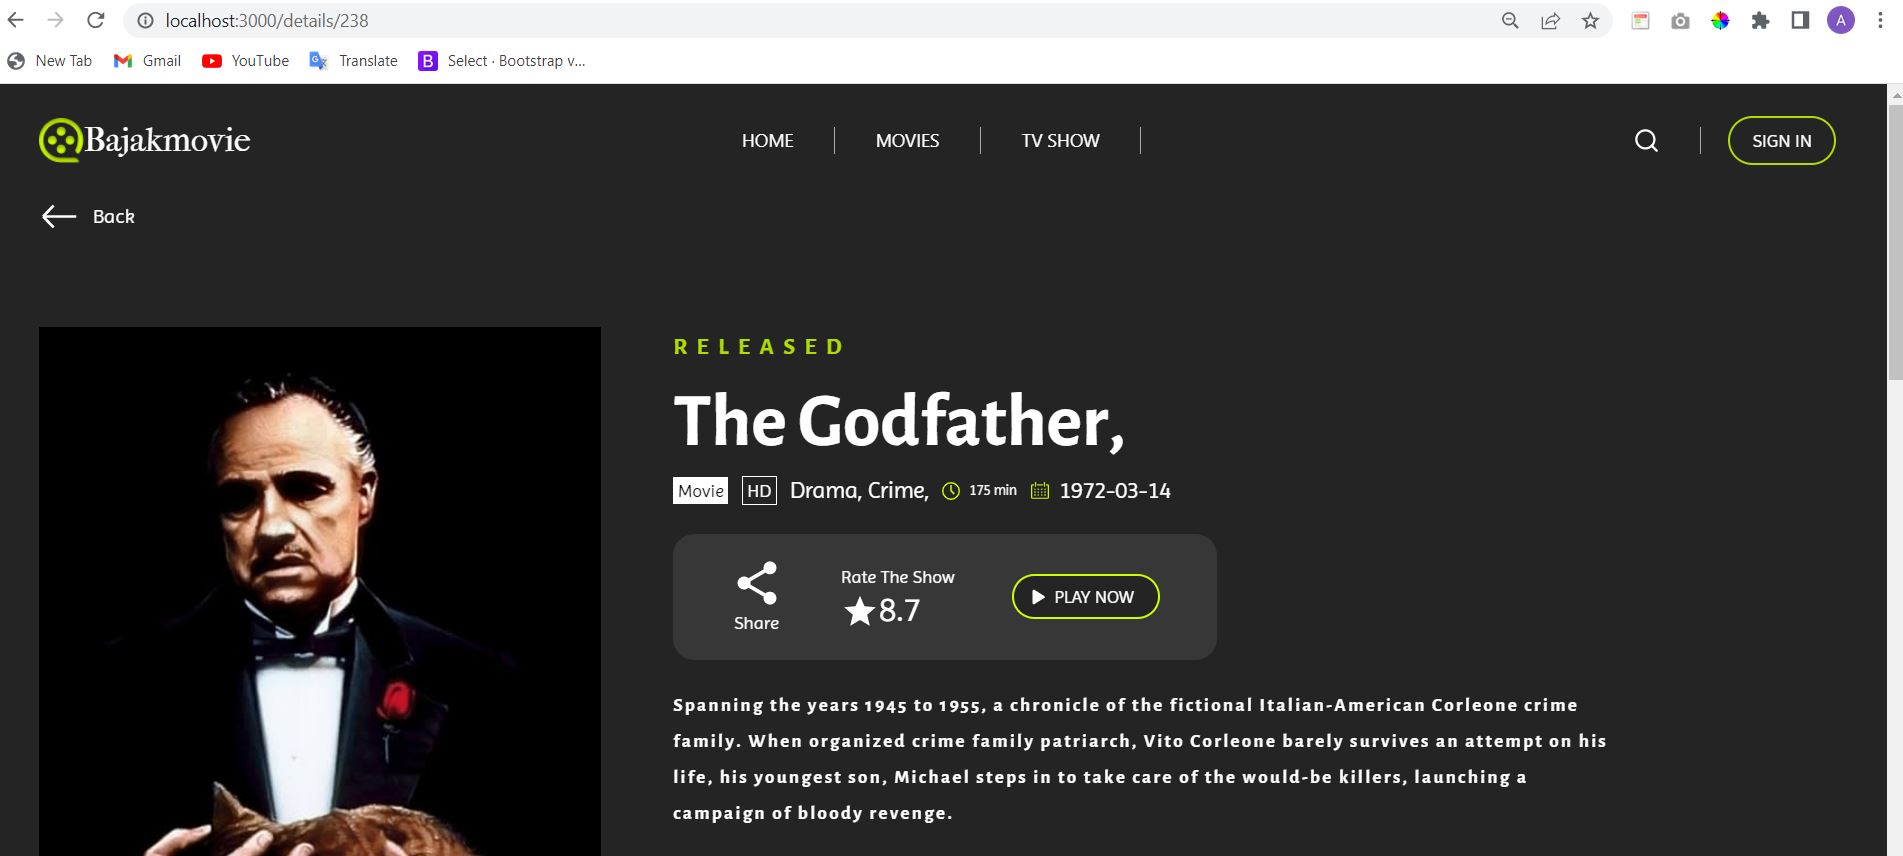 localhost:3000/details/238
A
New Tab Gmail YouTube Translate B Select · Bootstrap v...
Bajakmovie HOME MOVIES TV SHOW SIGN IN
Back
RELEASED
The Godfather,
Movie HD Drama, Crime, 175 min 1972-03-14
Share
Rate The Show
8.7
PLAY NOW
Spanning the years 1945 to 1955, a chronicle of the fictional Italian-American Corleone crime
family. When organized crime family patriarch, Vito Corleone barely survives an attempt on his
life, his youngest son, Michael steps in to take care of the would-be killers, launching a
campaign of bloody revenge.